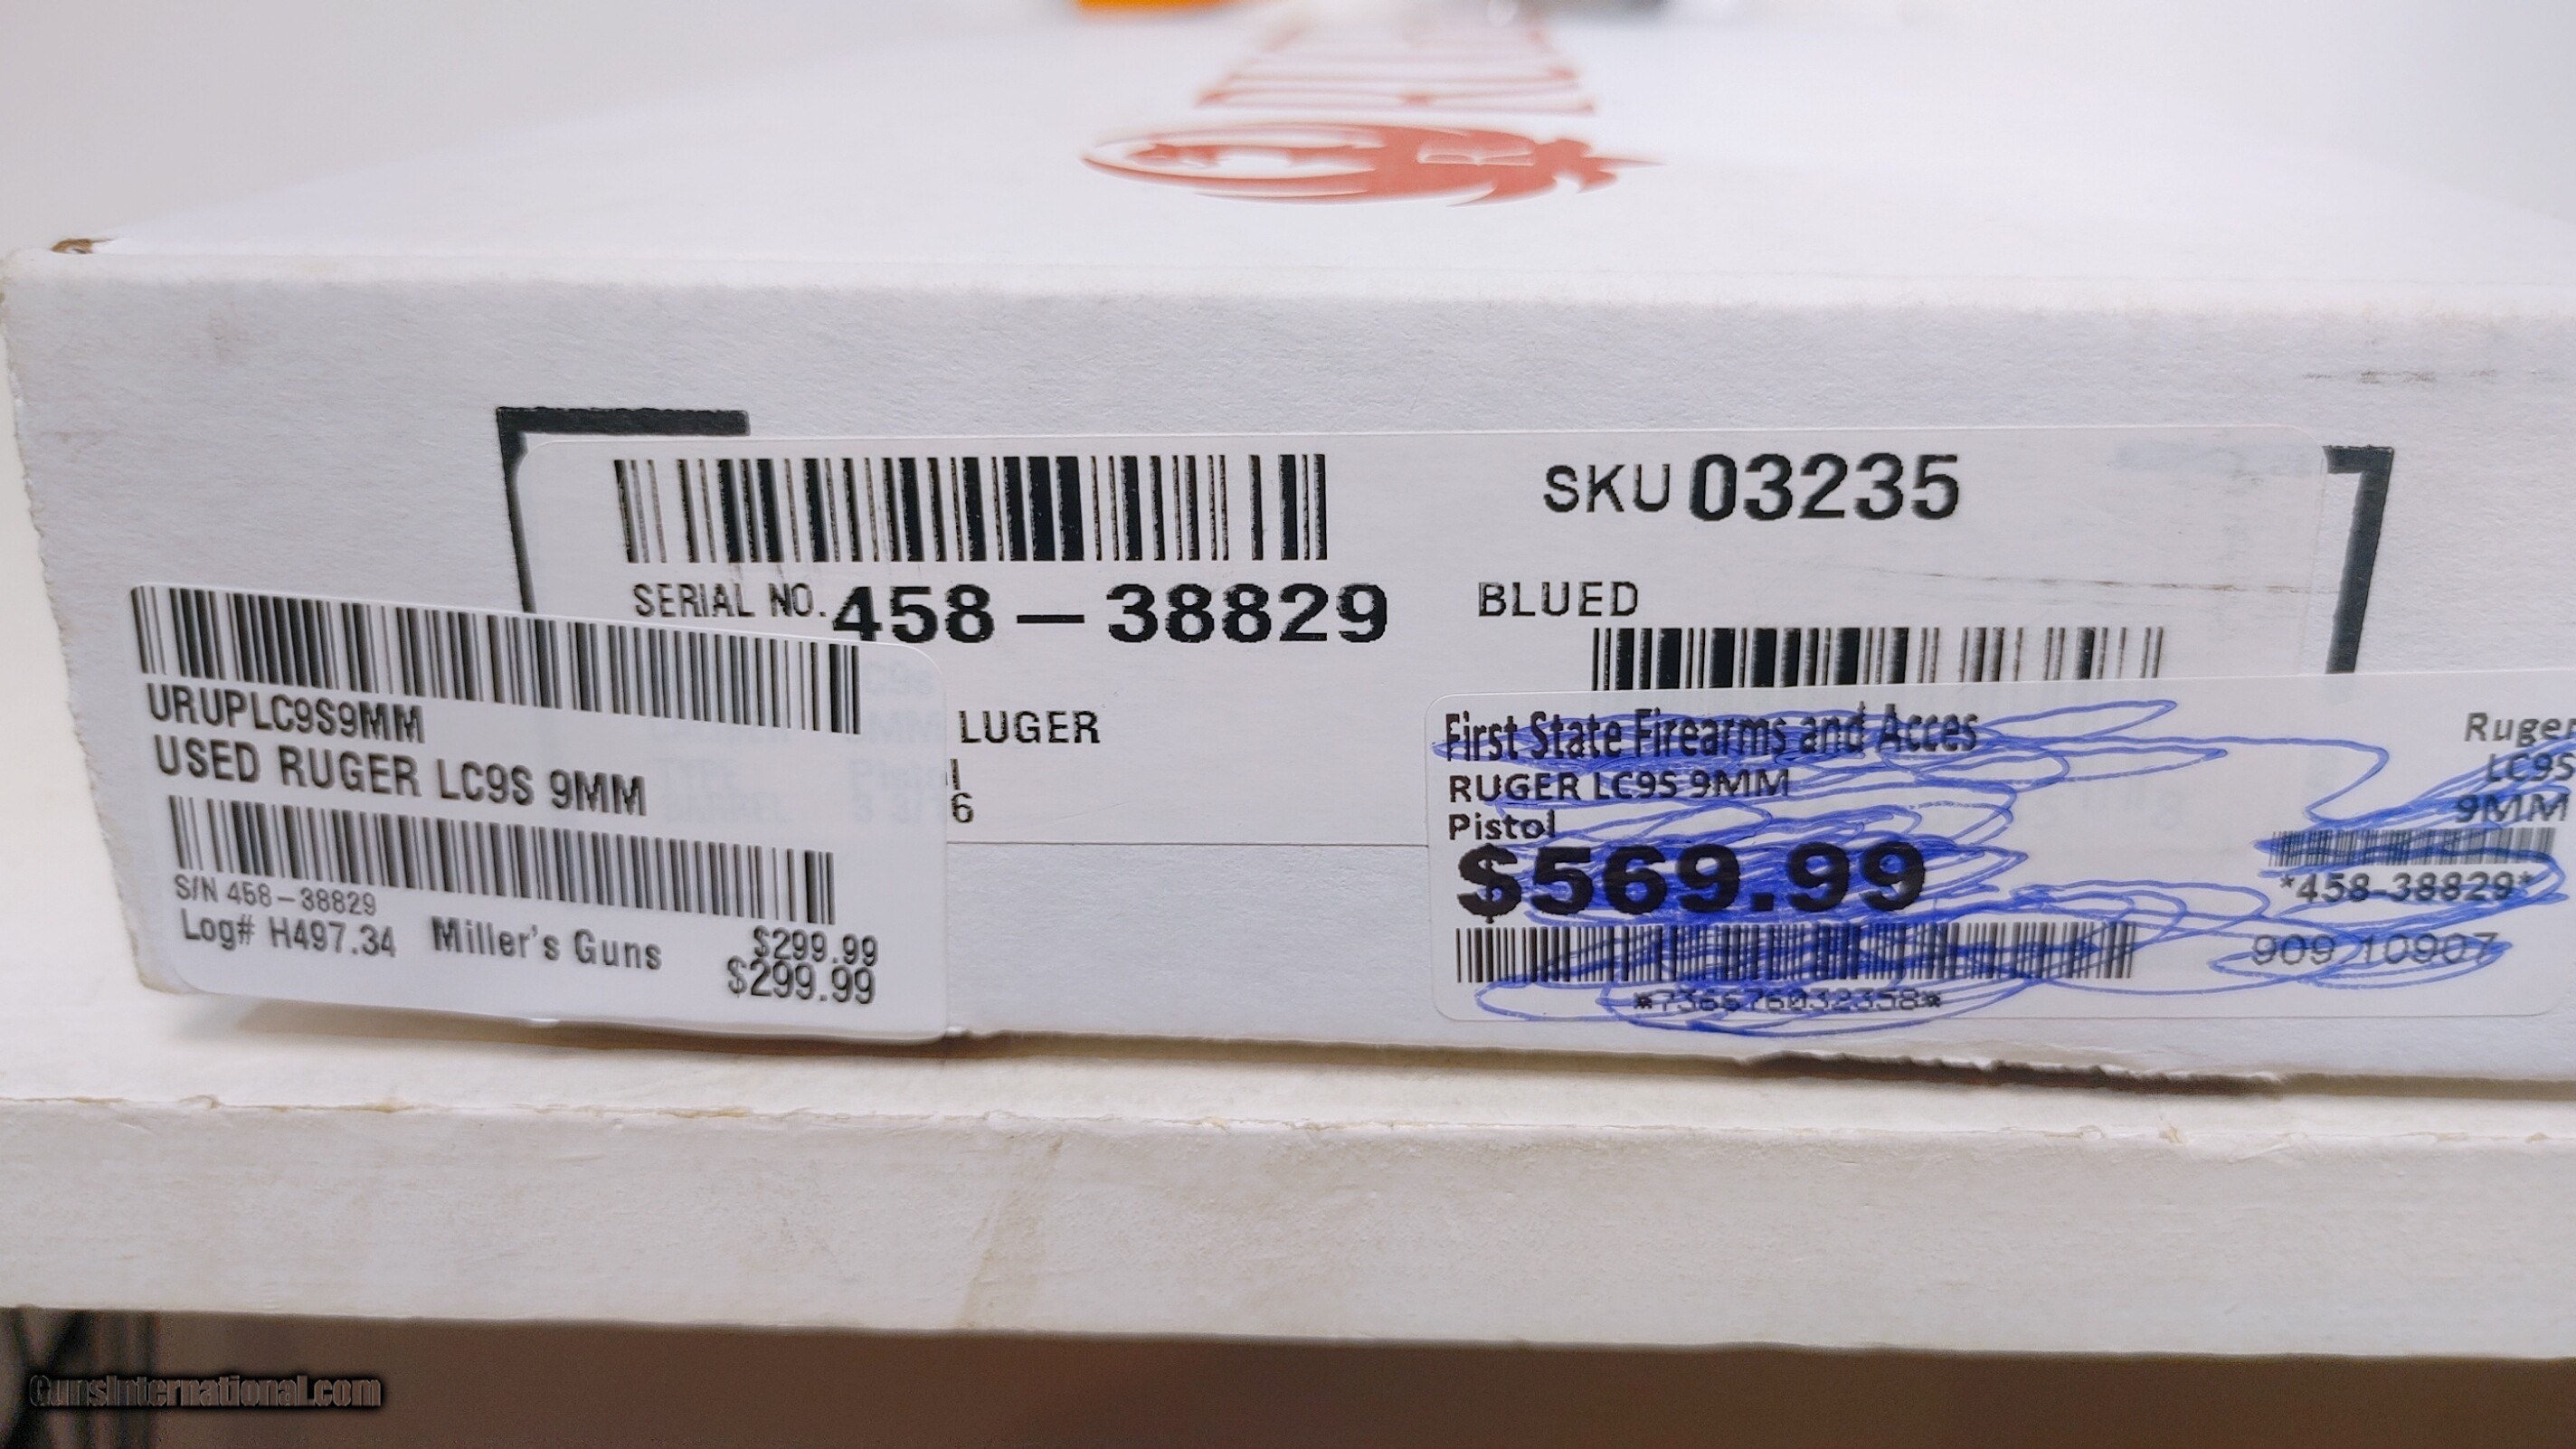 SKU 03235
SERIAL NO. 458-38829
BLUED
LUGER
6
URUPLC9S9MM
USED RUGER LC9S 9MM
S/N 458-38829
Log# H497.34 Miller's Guns $299.99
$299.99
First State Firearms and Acces
RUGER LC9S 9MM
Pistol
$569.99
*736676032358*
Ruger
LC9S
9MM
*458-38829*
909 10907
GunsInternational.com